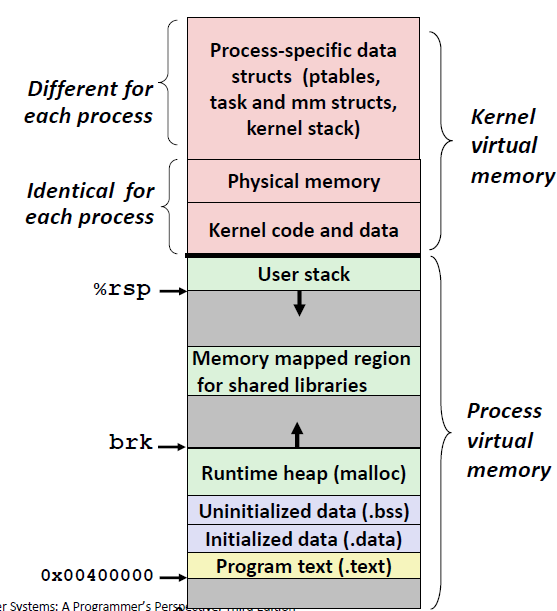 Process-specific data
structs (ptables,
task and mm structs,
kernel stack)
Different for
each process
Kernel
virtual
memory
Identical for
each process
Physical memory
Kernel code and data
User stack
%rsp
Memory mapped region
for shared libraries
Process
virtual
memory
brk
Runtime heap (malloc)
Uninitialized data (.bss)
Initialized data (.data)
Program text (.text)
0x00400000
er Systems: A Programmer's Perspective, Third Edition